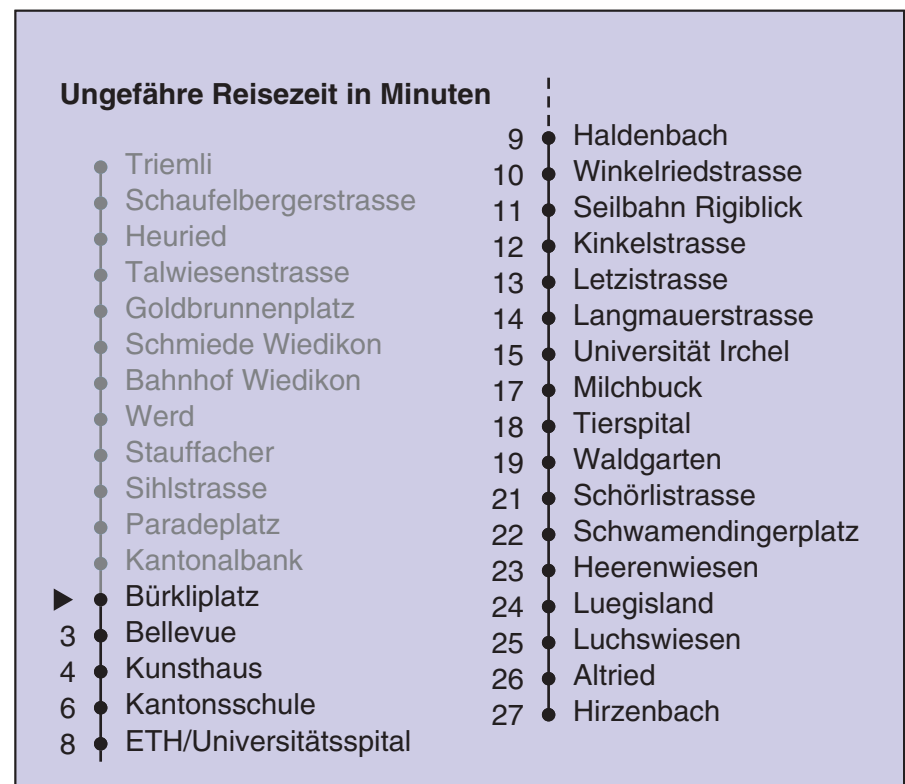 Ungefähre Reisezeit in Minuten
Triemli
Schaufelbergerstrasse
Heuried
Talwiesenstrasse
Goldbrunnenplatz
Schmiede Wiedikon
Bahnhof Wiedikon
Werd
Stauffacher
Sihlstrasse
Paradeplatz
Kantonalbank
Bürkliplatz
3 Bellevue
4 Kunsthaus
6 Kantonsschule
8 ETH/Universitätsspital
9 Haldenbach
10 Winkelriedstrasse
11 Seilbahn Rigiblick
12 Kinkelstrasse
13 Letzistrasse
14 Langmauerstrasse
15 Universität Irchel
17 Milchbuck
18 Tierspital
19 Waldgarten
21 Schörlistrasse
22 Schwamendingerplatz
23 Heerenwiesen
24 Luegisland
25 Luchswiesen
26 Altried
27 Hirzenbach